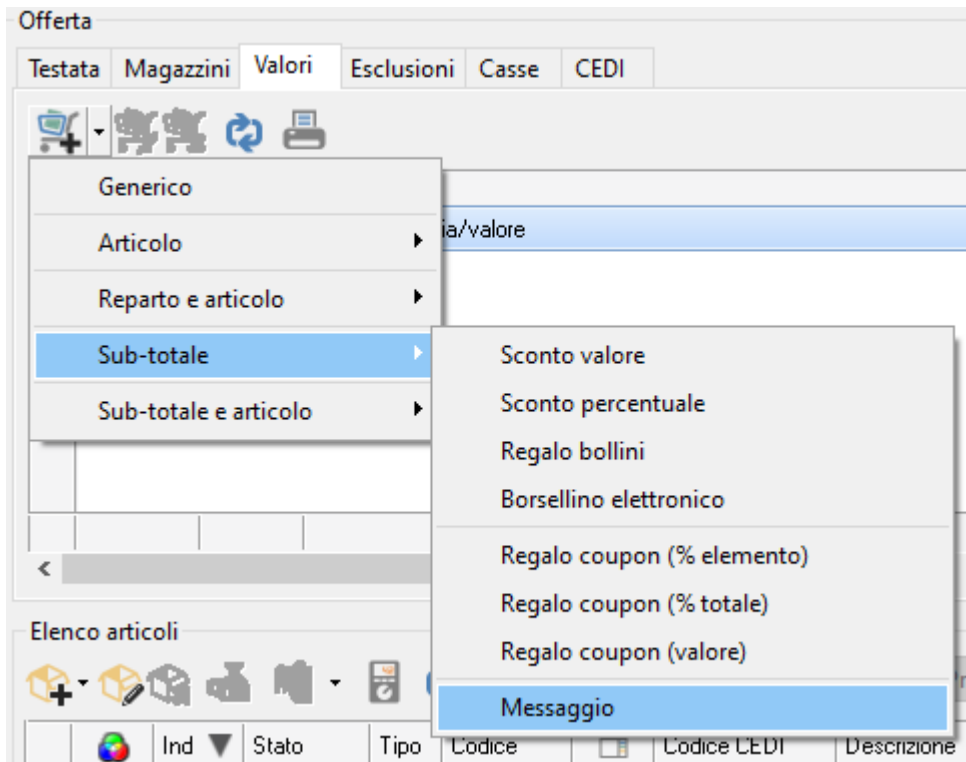 Offerta
Testata Magazzini Valori Esclusioni Casse CEDI
Generico
ia/valore
Articolo
Reparto e articolo
Sub-totale
Sconto valore
Sconto percentuale
Sub-totale e articolo
Regalo bollini
Borsellino elettronico
Regalo coupon (% elemento)
Regalo coupon (% totale)
Elenco articoli
Regalo coupon (valore)
Messaggio
Ind Stato Tipo Codice Codice CEDI Descrizione